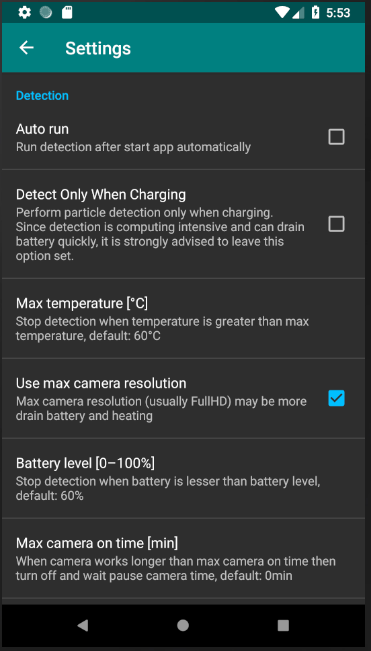 5:53
Settings
Detection
Auto run
Run detection after start app automatically
Detect Only When Charging
Perform particle detection only when charging.
Since detection is computing intensive and can drain
battery quickly, it is strongly advised to leave this
option set.
Max temperature [°C]
Stop detection when temperature is greater than max
temperature, default: 60°C
Use max camera resolution
Max camera resolution (usually FullHD) may be more
drain battery and heating
Battery level [0–100%]
Stop detection when battery is lesser than battery level,
default: 60%
Max camera on time [min]
When camera works longer than max camera on time then
turn off and wait pause camera time, default: 0min